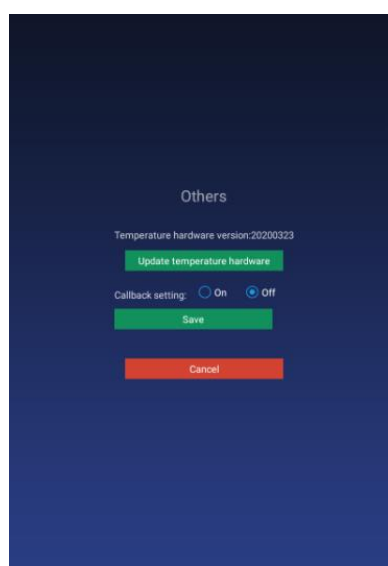 Others
Temperature hardware version:20200323
Update temperature hardware
Callback setting: On Off
Save
Cancel